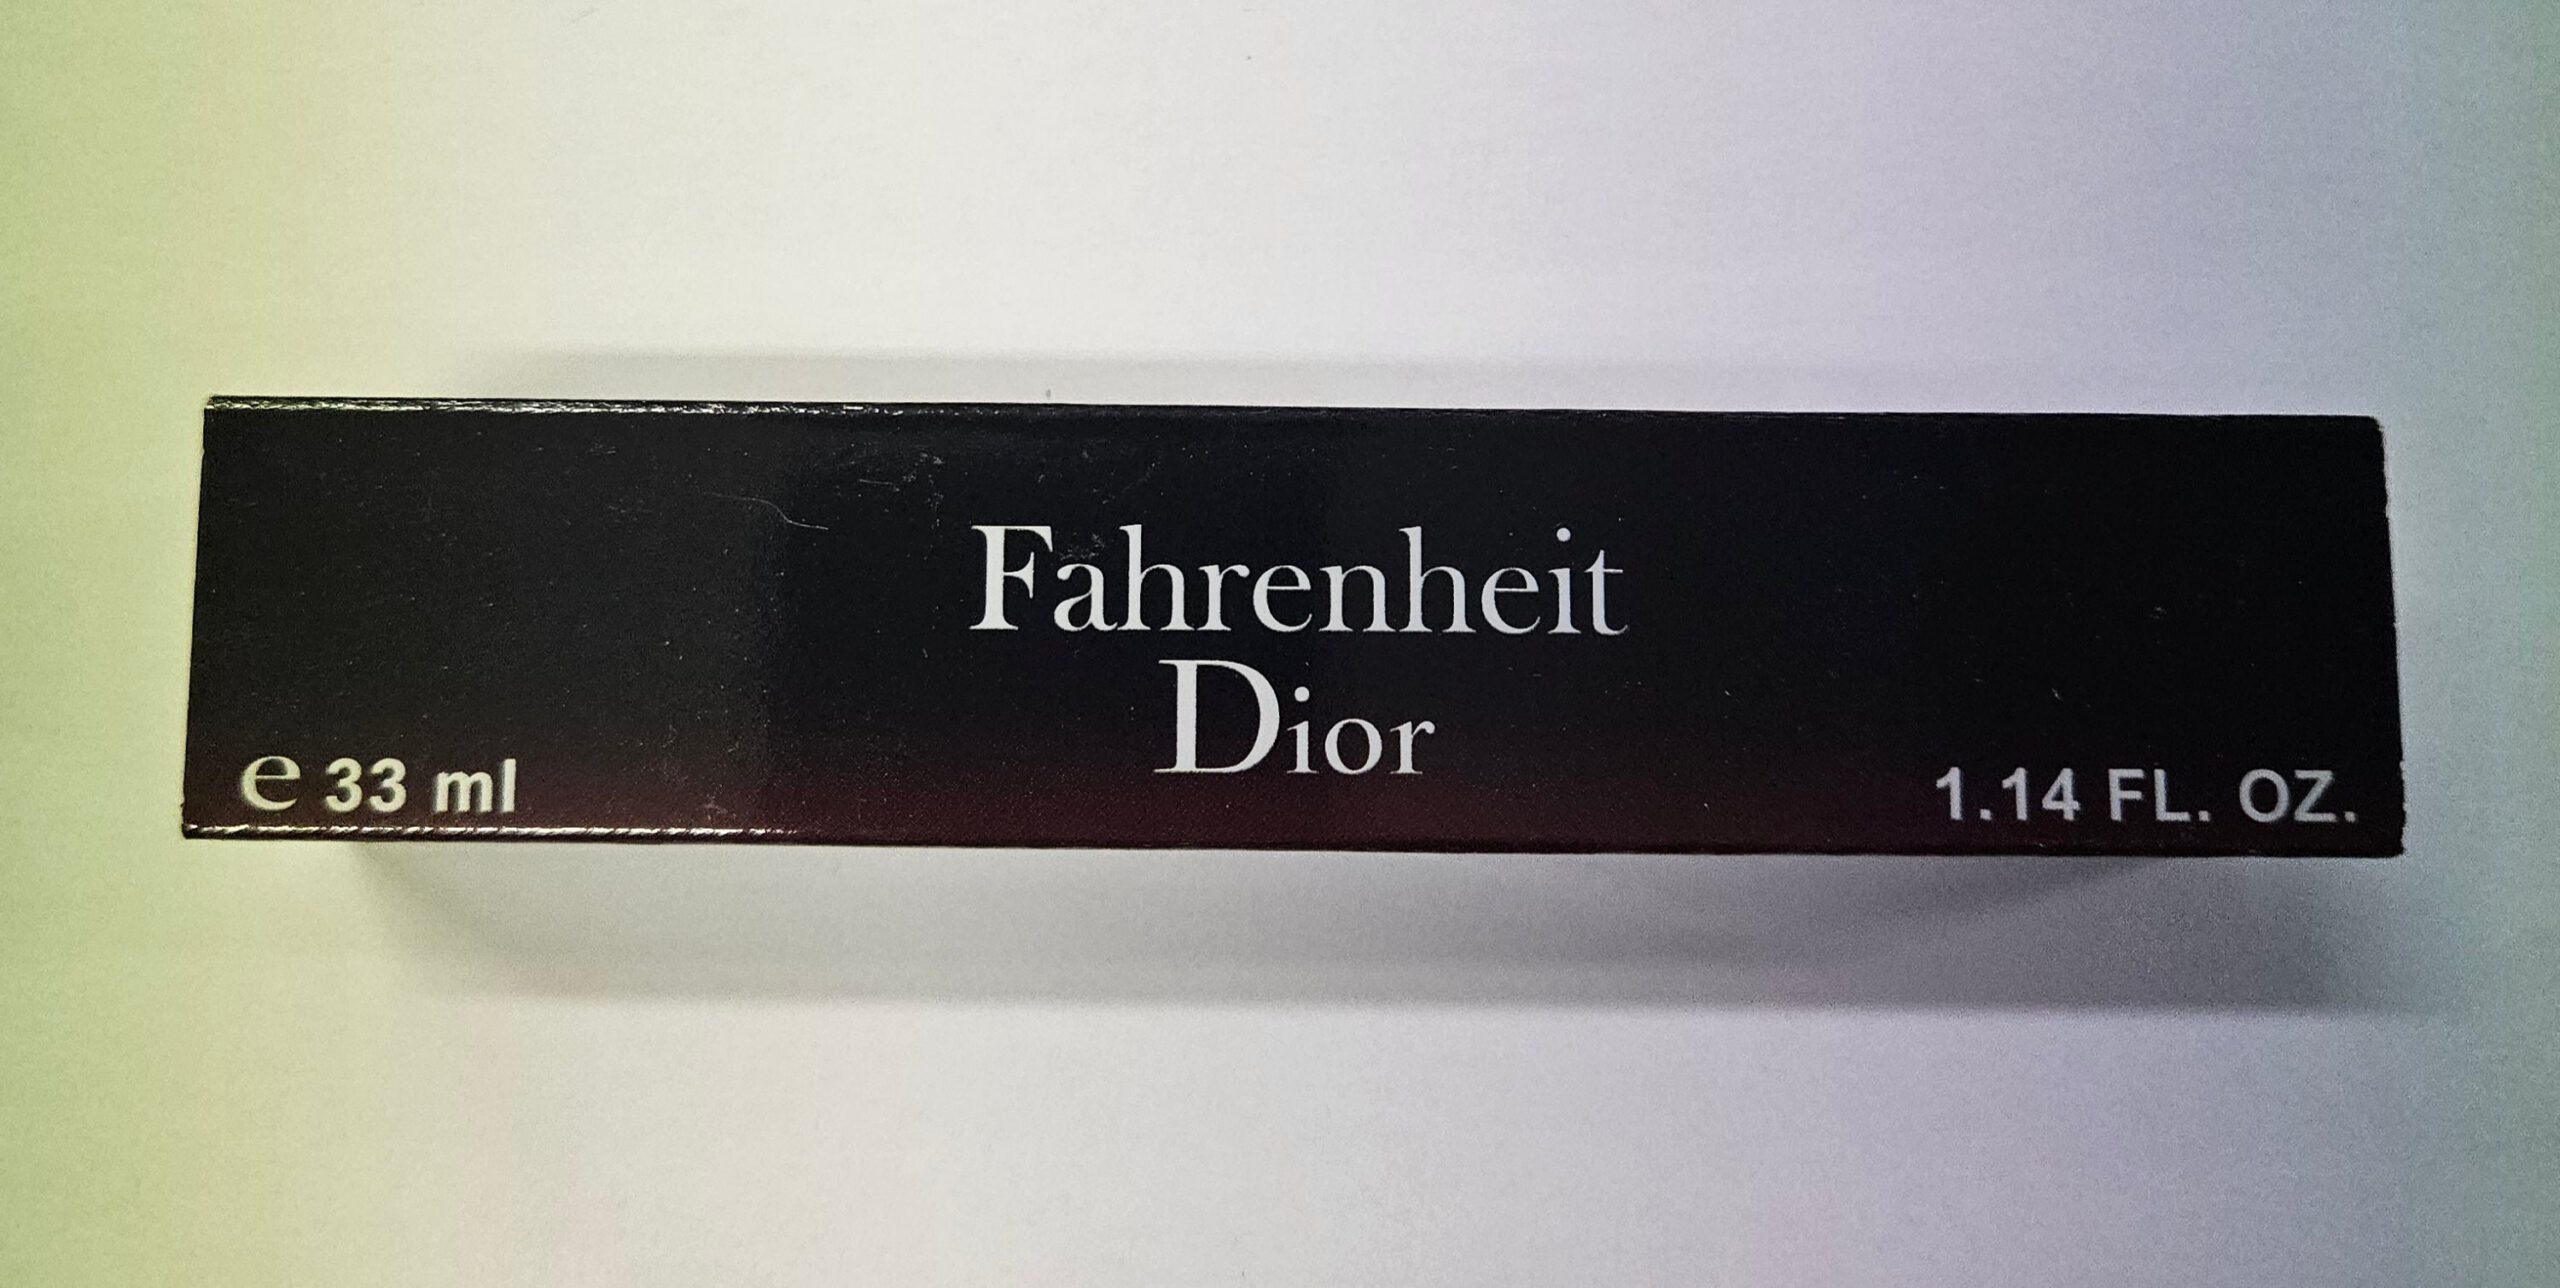 Fahrenheit
Dior
e 33 ml
1.14 FL. OZ.